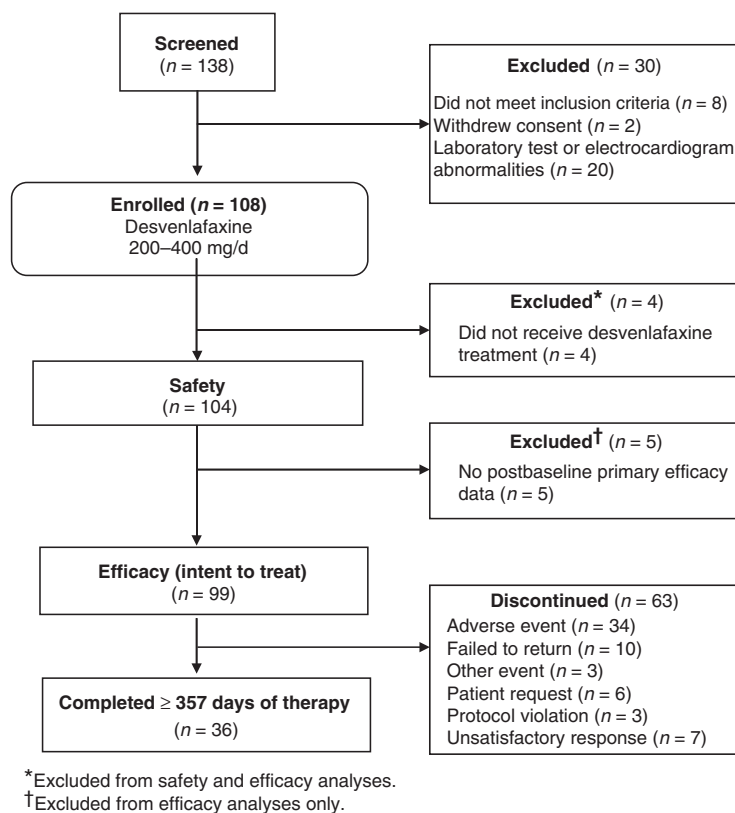 Screened
(n = 138)
Excluded (n = 30)
Did not meet inclusion criteria (n = 8)
Withdrew consent (n = 2)
Laboratory test or electrocardiogram
abnormalities (n = 20)
Enrolled (n = 108)
Desvenlafaxine
200–400 mg/d
Excluded* (n = 4)
Did not receive desvenlafaxine
treatment (n = 4)
Safety
(n = 104)
Excluded† (n = 5)
No postbaseline primary efficacy
data (n = 5)
Efficacy (intent to treat)
(n = 99)
Discontinued (n = 63)
Adverse event (n = 34)
Failed to return (n = 10)
Other event (n = 3)
Patient request (n = 6)
Protocol violation (n = 3)
Unsatisfactory response (n = 7)
Completed ≥ 357 days of therapy
(n = 36)
*Excluded from safety and efficacy analyses.
†Excluded from efficacy analyses only.